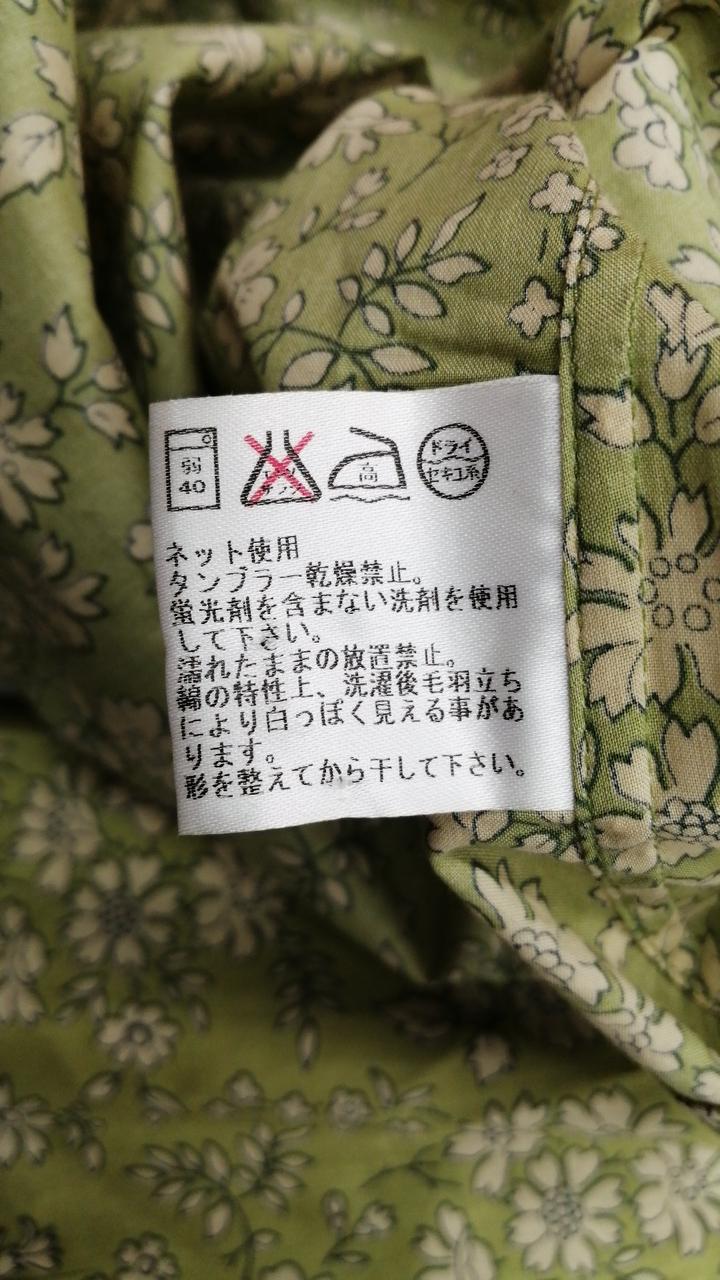 弱
40
高
ドライ
セキユ系
ネット使用
タンブラー乾燥禁止。
蛍光剤を含まない洗剤を使用
して下さい。
濡れたままの放置禁止。
綿の特性上、洗濯後毛羽立ち
により白っぽく見える事があ
ります。
形を整えてから干して下さい。